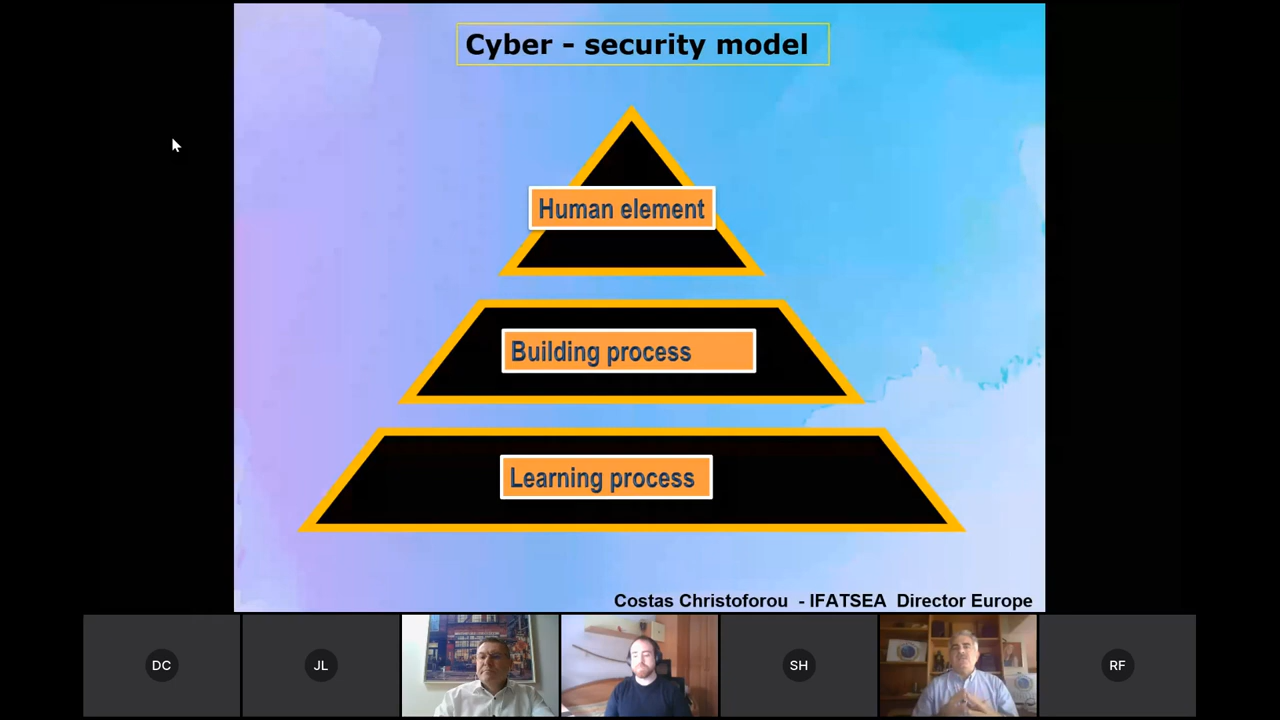 Cyber - security model
Human element
Building process
Learning process
Costas Christoforou - IFATSEA Director Europe
DC
JL
SH
RF